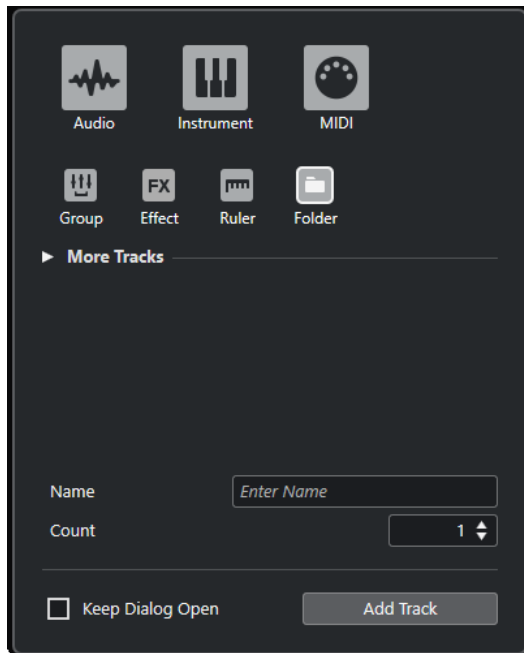 Audio Instrument MIDI
FX
Group Effect Ruler Folder
More Tracks
Name Enter Name
Count 1
Keep Dialog Open Add Track